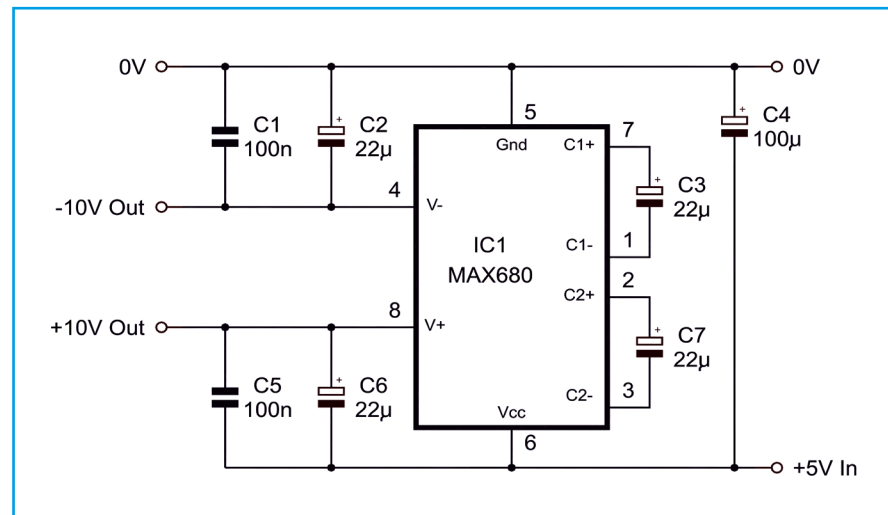 0V
0V
+
C1
100n
+
C2
22µ
5
Gnd
C1+
7
C4
100µ
+
C3
22µ
-10V Out
4
V-
IC1
MAX680
C1-
1
C2+
2
+10V Out
8
V+
+
C7
22µ
C5
100n
+
C6
22µ
C2-
3
Vcc
6
+5V In